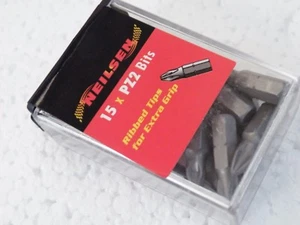 NEILSEN
15 x PZ2 Bits
Ribbed Tips
for Extra Grip